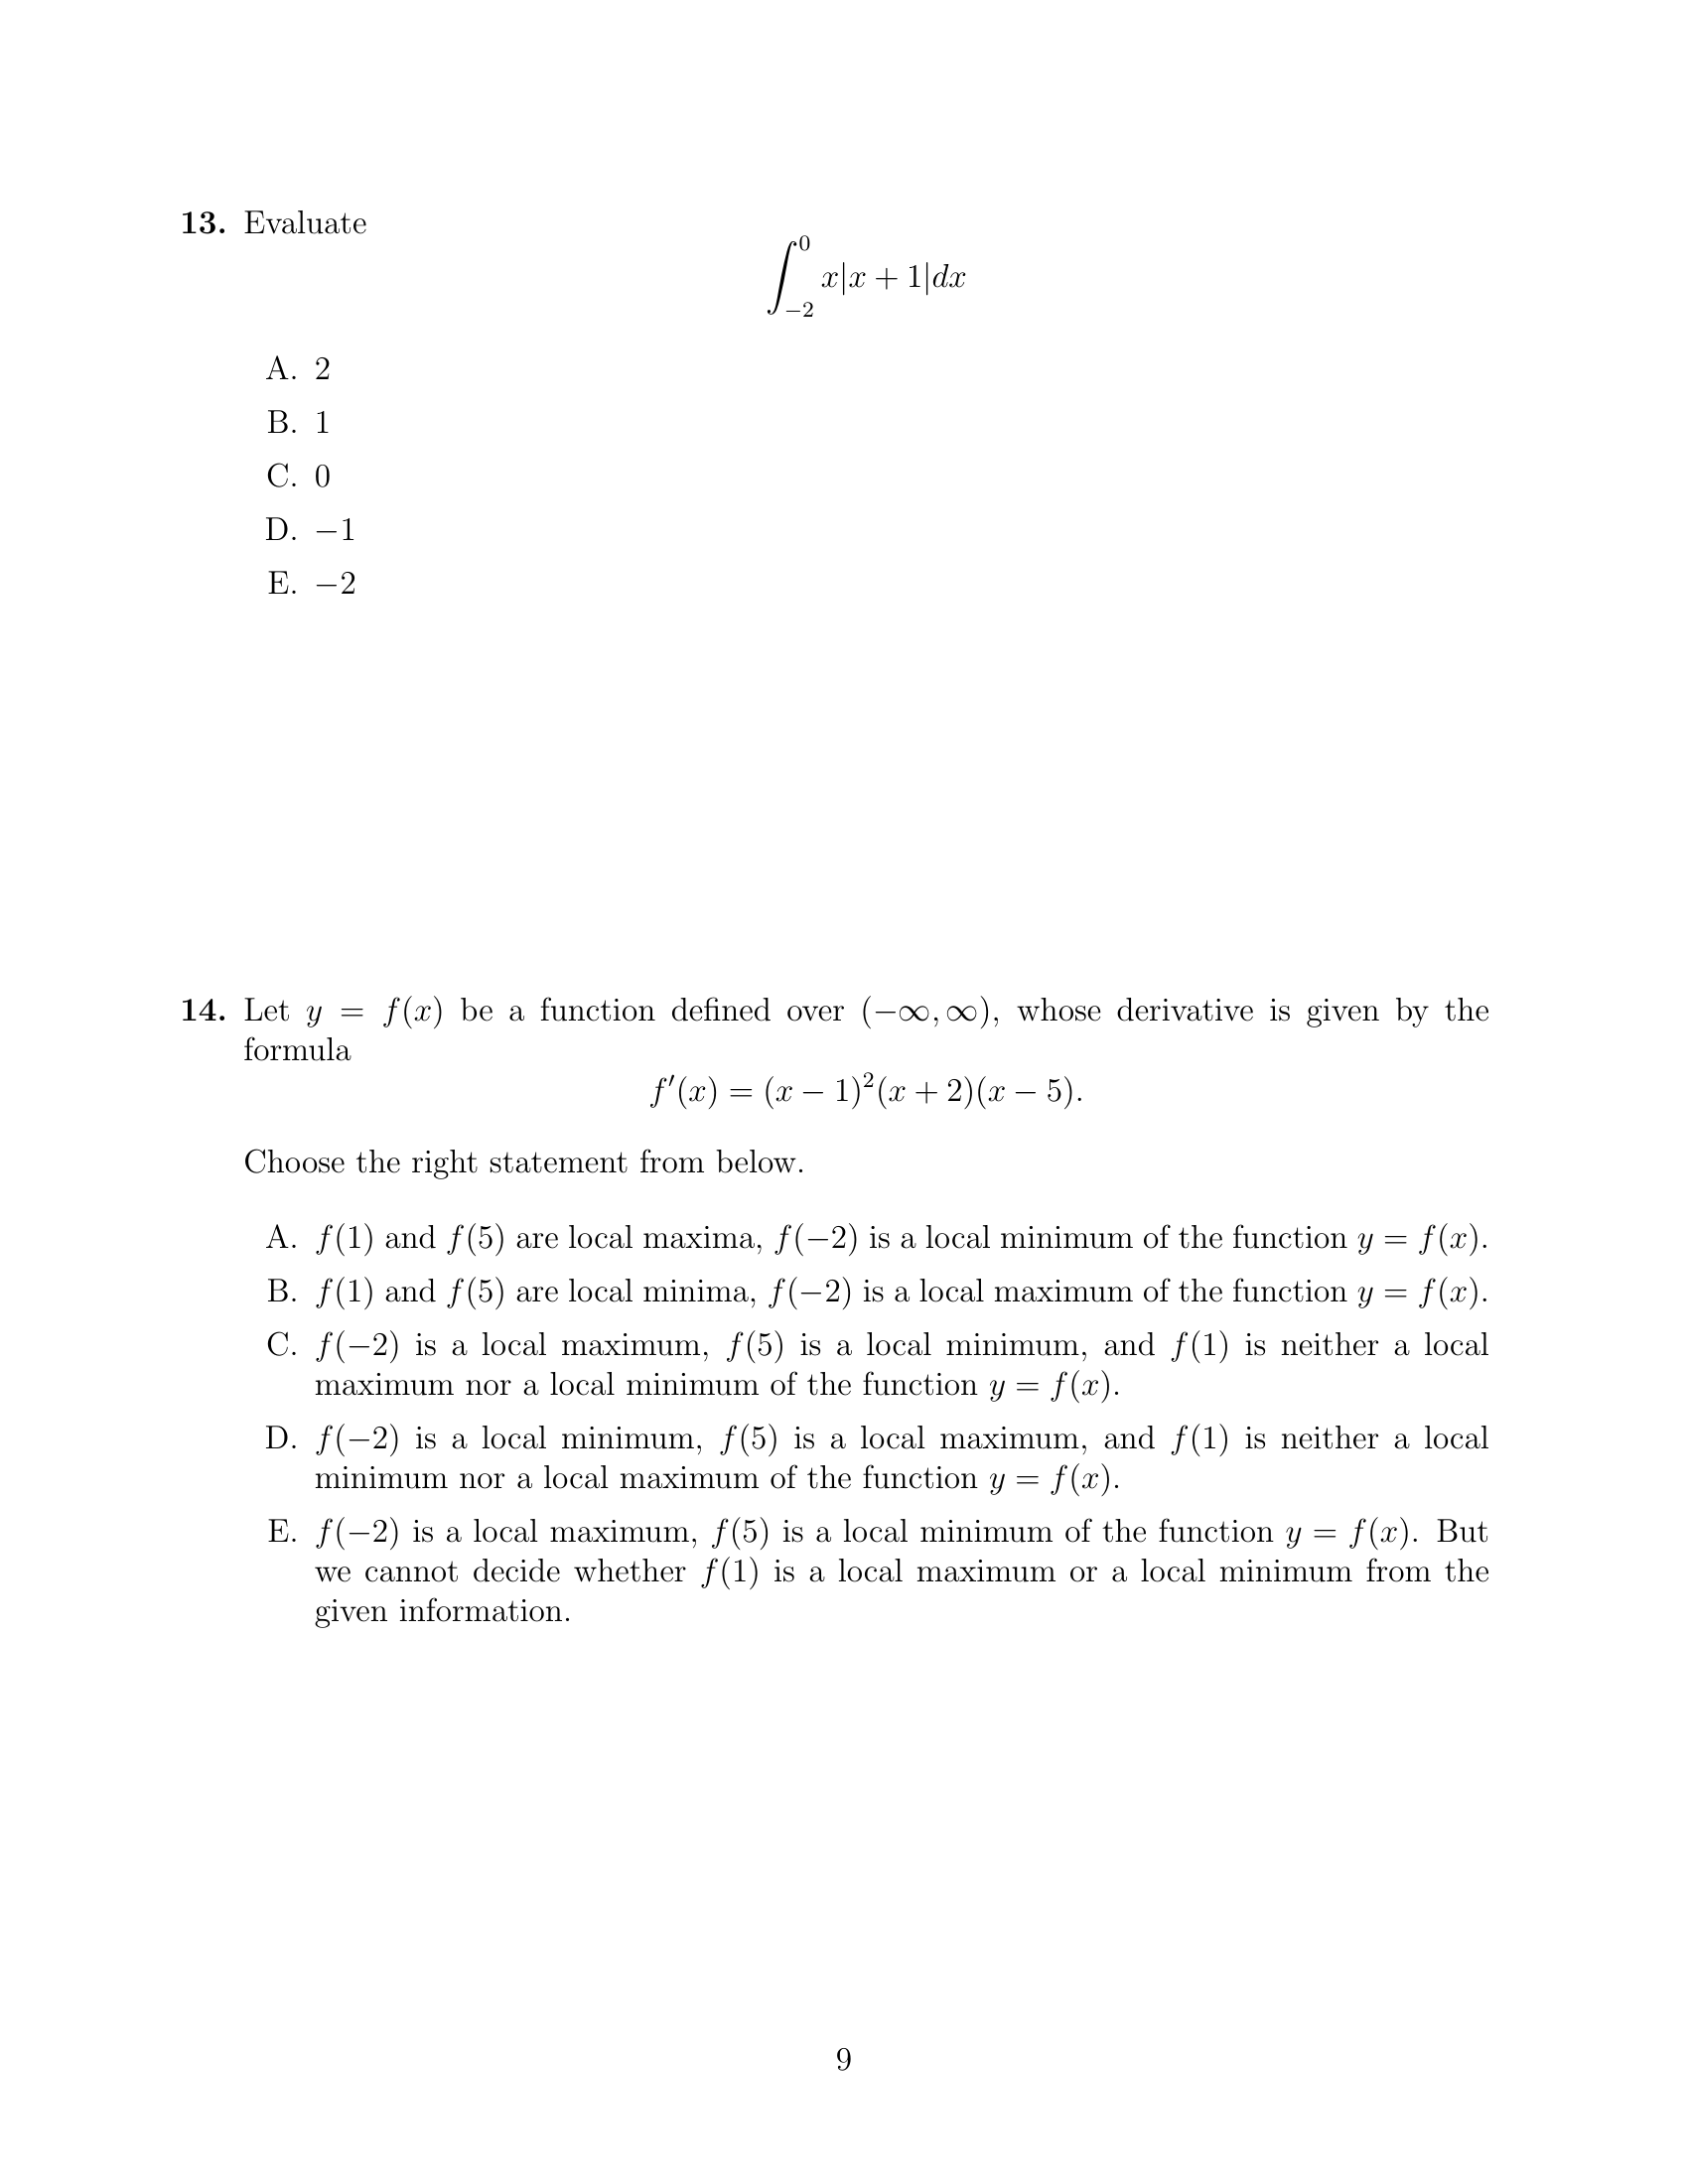 13. Evaluate
∫_{−2}^{0} x|x + 1|dx
A. 2
B. 1
C. 0
D. −1
E. −2
14. Let y = f(x) be a function defined over (−∞, ∞), whose derivative is given by the
formula
f′(x) = (x − 1)²(x + 2)(x − 5).
Choose the right statement from below.
A. f(1) and f(5) are local maxima, f(−2) is a local minimum of the function y = f(x).
B. f(1) and f(5) are local minima, f(−2) is a local maximum of the function y = f(x).
C. f(−2) is a local maximum, f(5) is a local minimum, and f(1) is neither a local
maximum nor a local minimum of the function y = f(x).
D. f(−2) is a local minimum, f(5) is a local maximum, and f(1) is neither a local
minimum nor a local maximum of the function y = f(x).
E. f(−2) is a local maximum, f(5) is a local minimum of the function y = f(x). But
we cannot decide whether f(1) is a local maximum or a local minimum from the
given information.
9